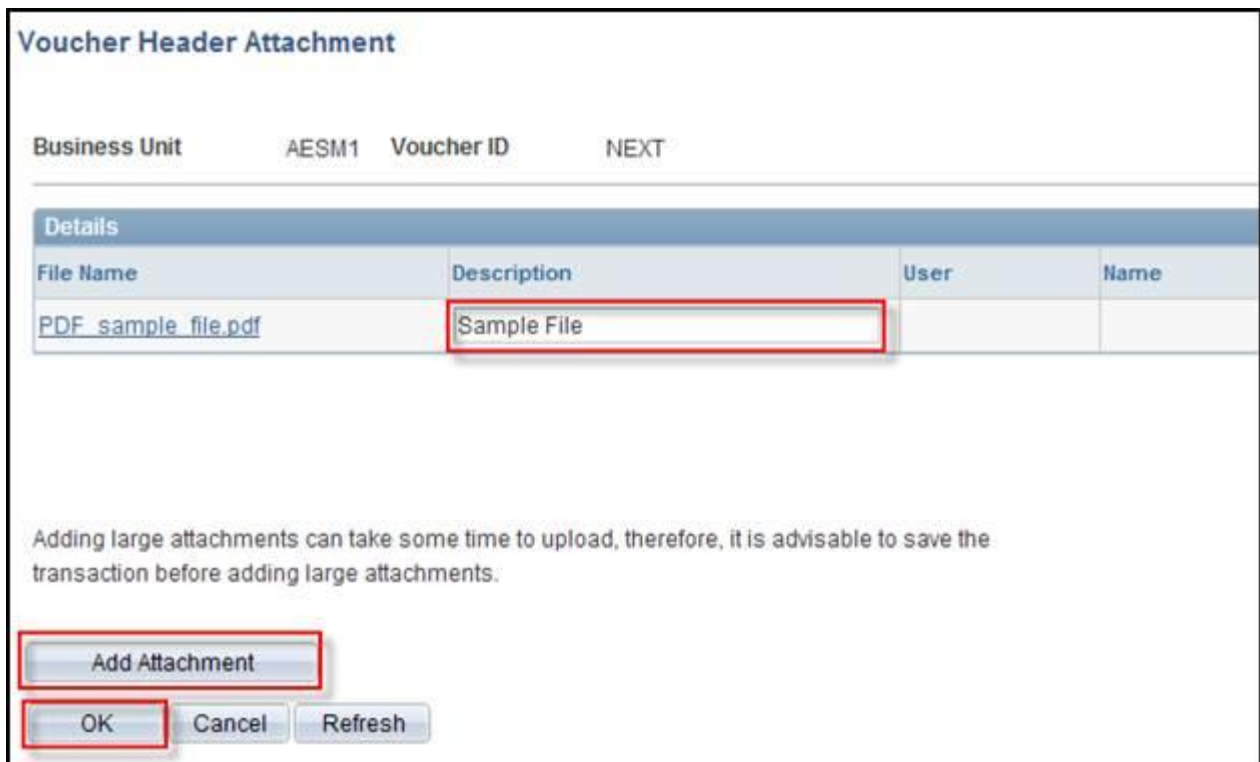 Voucher Header Attachment
Business Unit AESM1 Voucher ID NEXT
Details
File Name Description User Name
PDF_sample_file.pdf Sample File
Adding large attachments can take some time to upload, therefore, it is advisable to save the
transaction before adding large attachments.
Add Attachment
OK Cancel Refresh